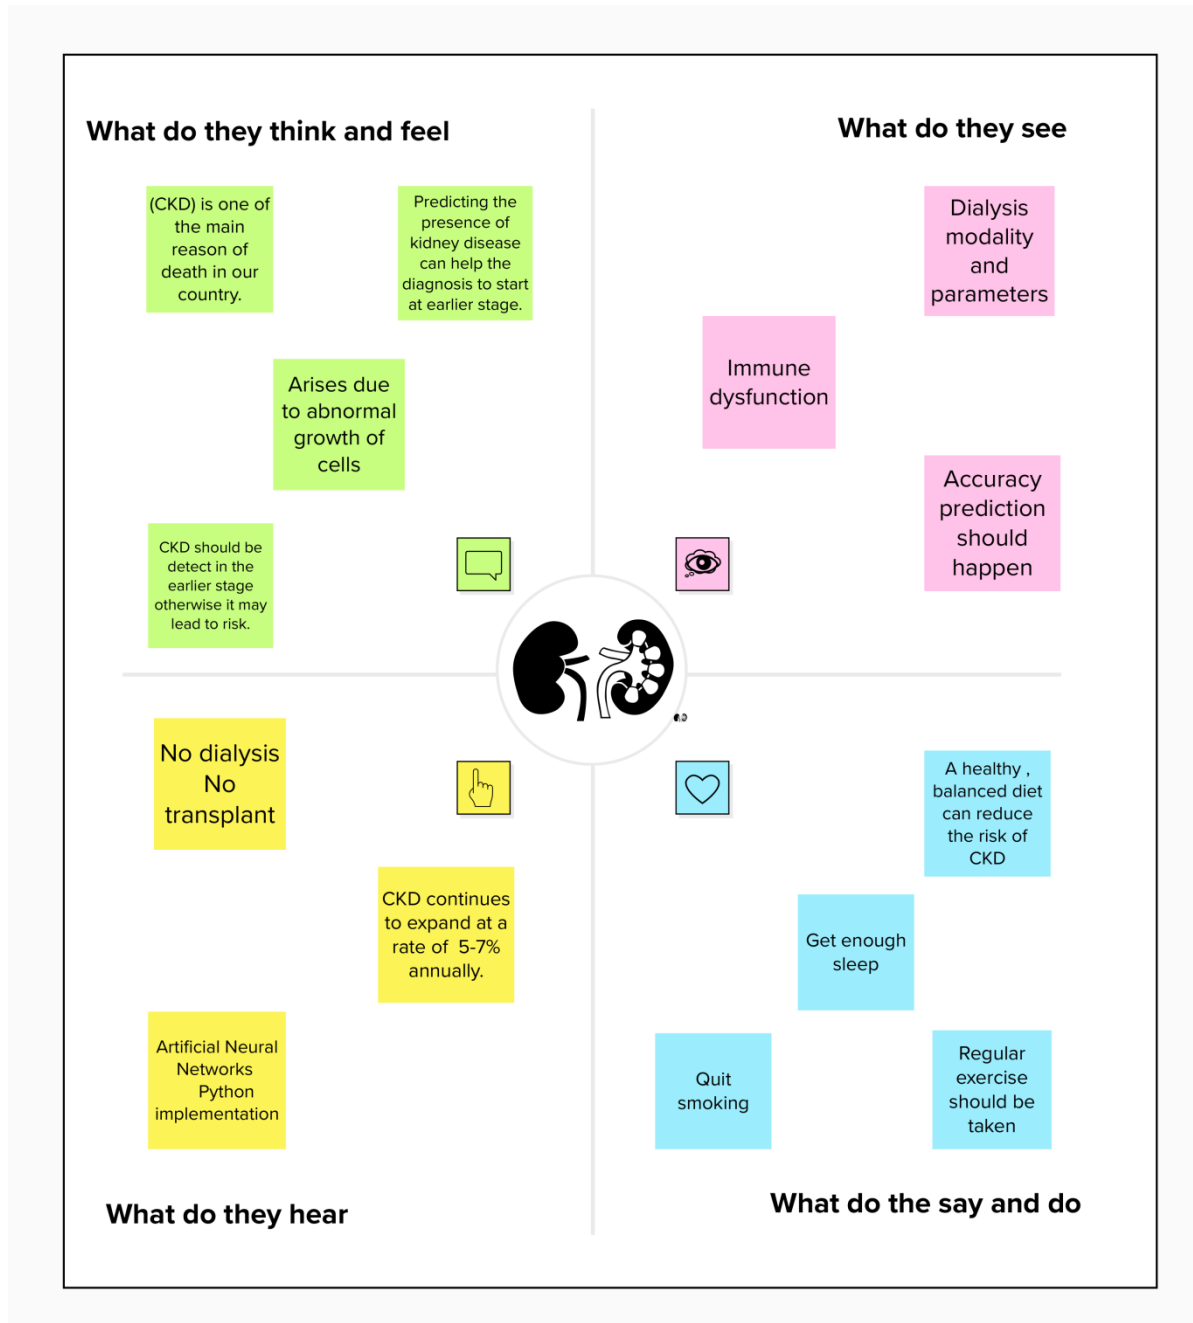 What do they think and feel
(CKD) is one of
the main
reason of
death in our
country.
Predicting the
presence of
kidney disease
can help the
diagnosis to start
at earlier stage.
Arises due
to abnormal
growth of
cells
CKD should be
detect in the
earlier stage
otherwise it may
lead to risk.
What do they see
Dialysis
modality
and
parameters
Immune
dysfunction
Accuracy
prediction
should
happen
No dialysis
No
transplant
CKD continues
to expand at a
rate of 5-7%
annually.
Artificial Neural
Networks
Python
implementation
What do they hear
A healthy ,
balanced diet
can reduce
the risk of
CKD
Get enough
sleep
Quit
smoking
Regular
exercise
should be
taken
What do the say and do